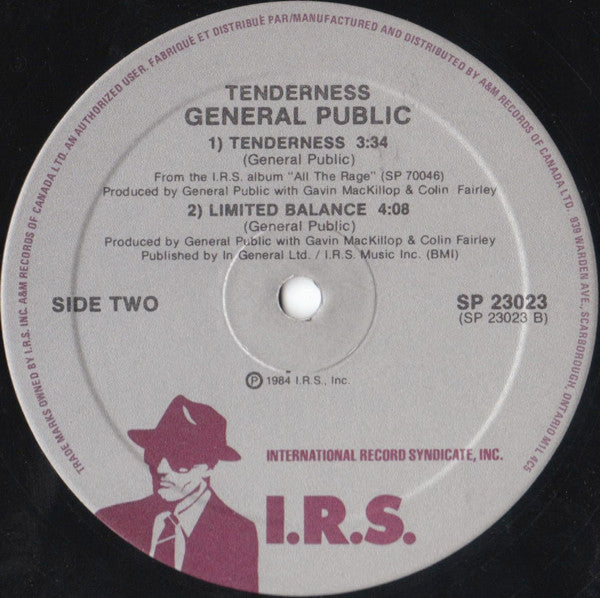 TRADE MARKS OWNED BY I.R.S. INC. A&M RECORDS OF CANADA LTD. AN AUTHORIZED USER. FABRIQUÉ ET DISTRIBUÉ PAR/MANUFACTURED AND DISTRIBUTED BY A&M RECORDS OF CANADA LTD. 939 WARDEN AVE., SCARBOROUGH, ONTARIO M1L 4C5
TENDERNESS
GENERAL PUBLIC
1) TENDERNESS 3:34
(General Public)
From the I.R.S. album "All The Rage" (SP 70046)
Produced by General Public with Gavin MacKillop & Colin Fairley
2) LIMITED BALANCE 4:08
(General Public)
Produced by General Public with Gavin MacKillop & Colin Fairley
Published by In General Ltd. / I.R.S. Music Inc. (BMI)
SIDE TWO
SP 23023
(SP 23023 B)
Ⓟ 1984 I.R.S., Inc.
INTERNATIONAL RECORD SYNDICATE, INC.
I.R.S.